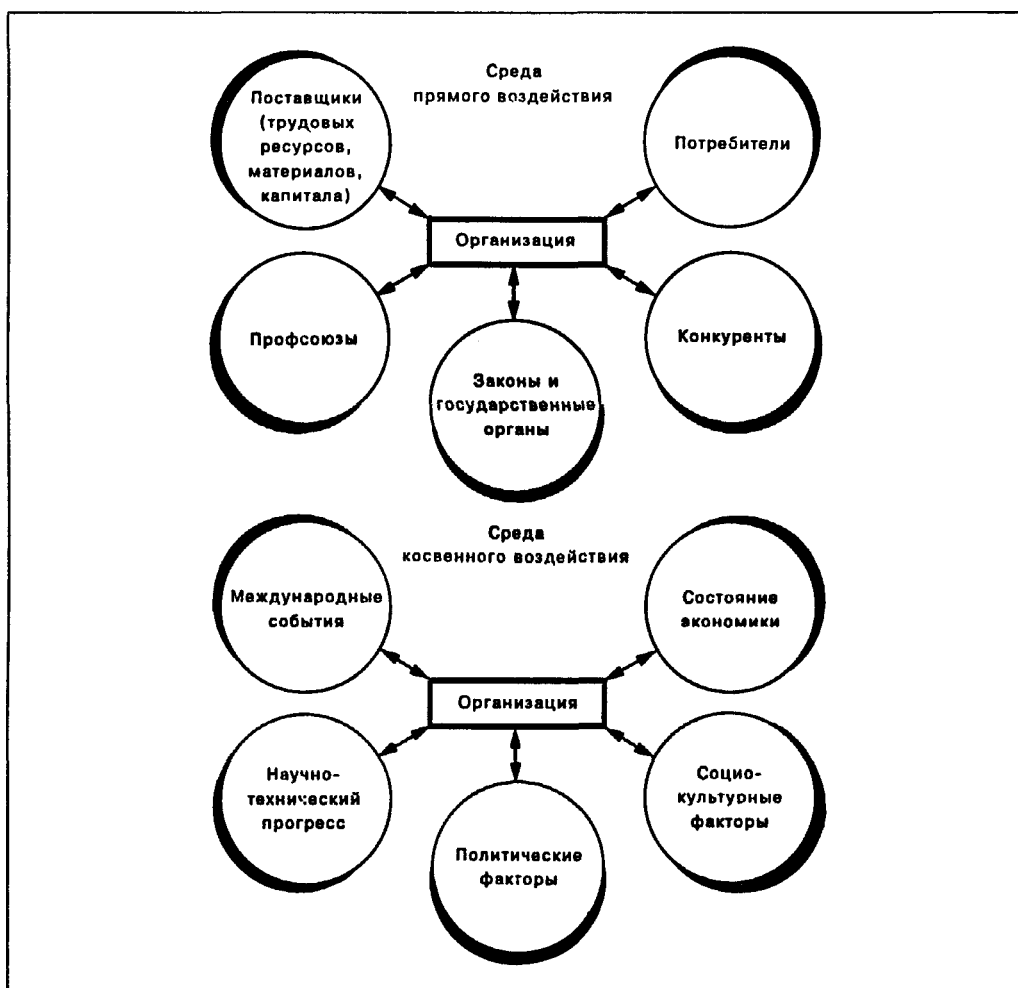 Среда
прямого воздействия
Поставщики
(трудовых
ресурсов,
материалов,
капитала)
Потребители
Организация
Профсоюзы
Конкуренты
Законы и
государственные
органы
Среда
косвенного воздействия
Международные
события
Состояние
экономики
Организация
Научно-
технический
прогресс
Социо-
культурные
факторы
Политические
факторы